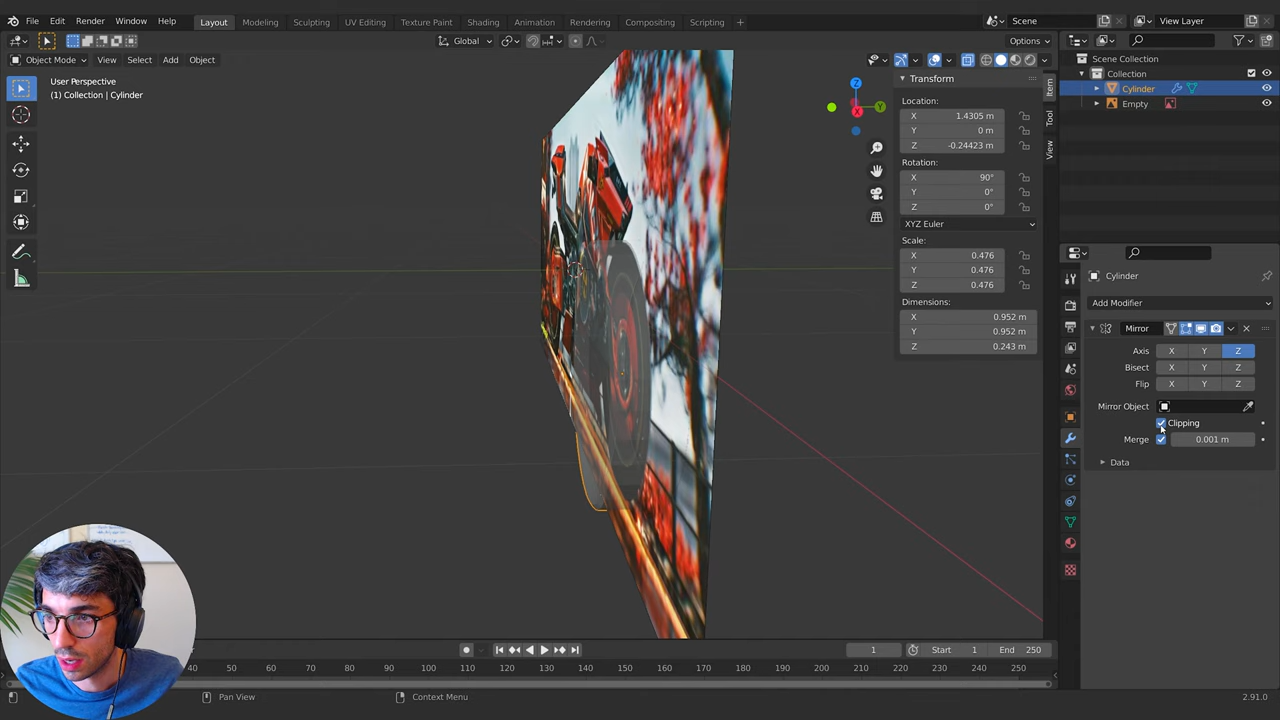 File Edit Render Window Help Layout Modeling Sculpting UV Editing Texture Paint Shading Animation Rendering Compositing Scripting + Scene View Layer
Global Options
Object Mode View Select Add Object
User Perspective
(1) Collection | Cylinder
Z
Y
X
Transform
Location:
X 1.4305 m
Y 0 m
Z -0.24423 m
Rotation:
X 90°
Y 0°
Z 0°
XYZ Euler
Scale:
X 0.476
Y 0.476
Z 0.476
Dimensions:
X 0.952 m
Y 0.952 m
Z 0.243 m
Item
Tool
View
Scene Collection
Collection
Cylinder
Empty
Cylinder
Add Modifier
Mirror
Axis X Y Z
Bisect X Y Z
Flip X Y Z
Mirror Object
Clipping
Merge 0.001 m
Data
1 Start 1 End 250
40 50 60 70 80 90 100 110 120 130 140 150 160 170 180 190 200 210 220 230 240 250
Pan View Context Menu 2.91.0